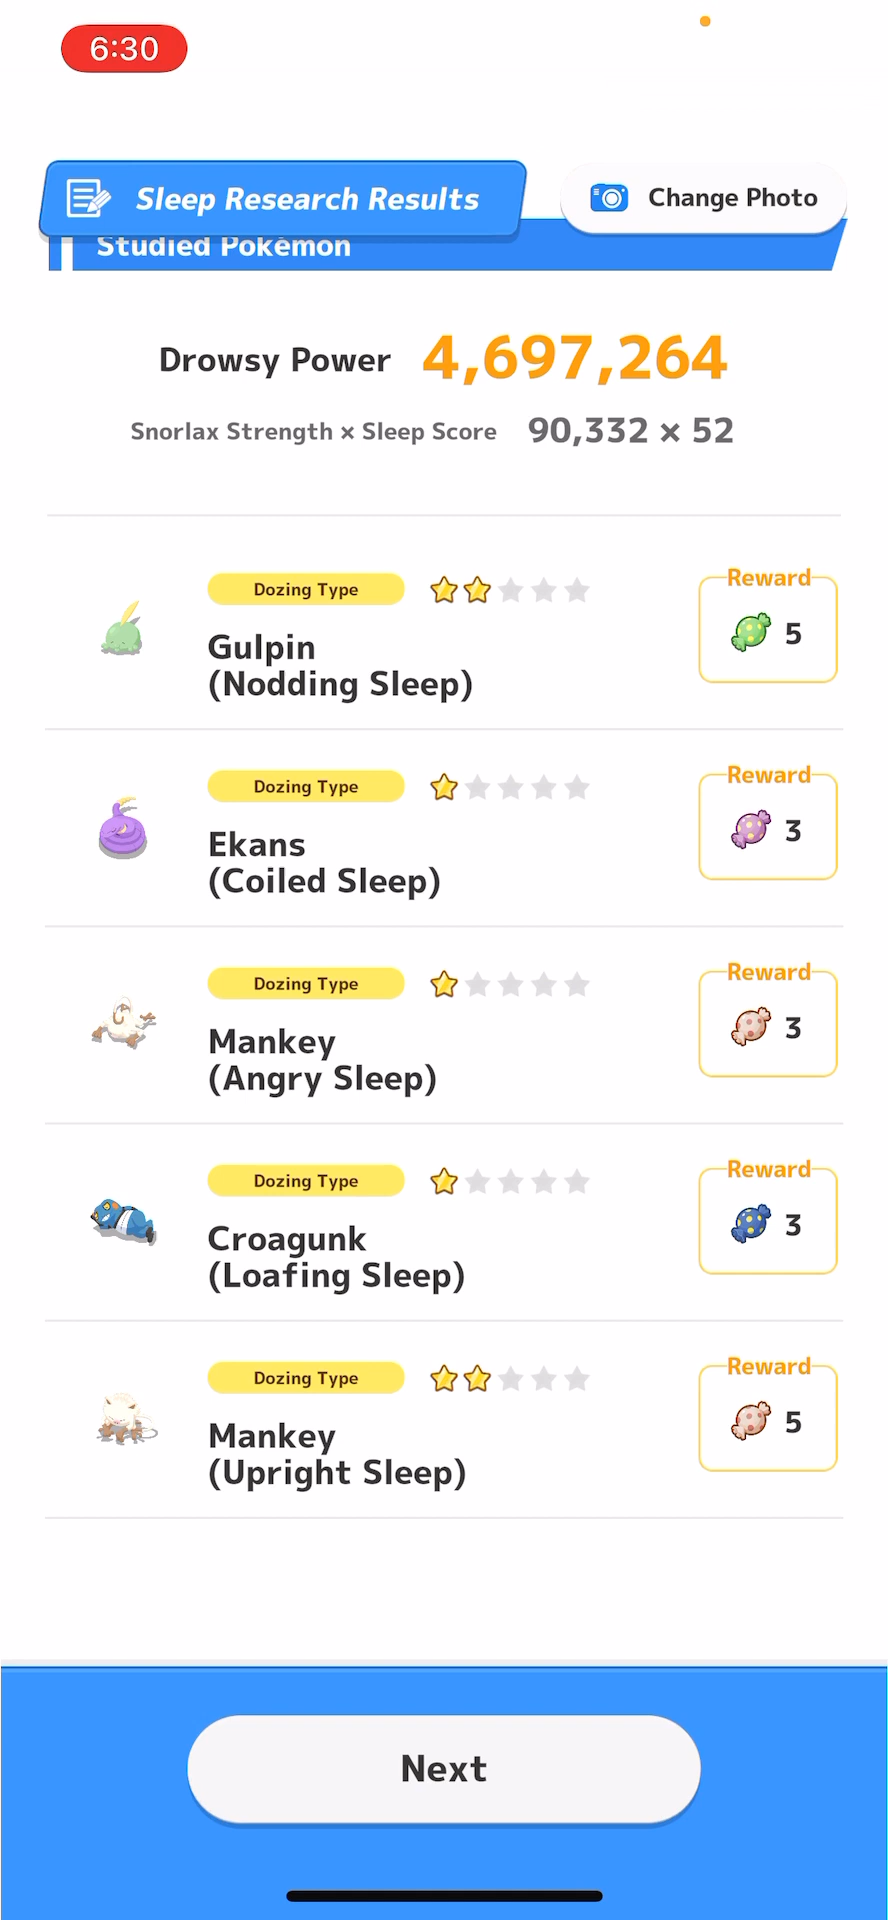 6:30
Sleep Research Results
Change Photo
Studied Pokémon
Drowsy Power 4,697,264
Snorlax Strength × Sleep Score 90,332 × 52
Dozing Type
Reward
Gulpin
(Nodding Sleep)
5
Dozing Type
Reward
Ekans
(Coiled Sleep)
3
Dozing Type
Reward
Mankey
(Angry Sleep)
3
Dozing Type
Reward
Croagunk
(Loafing Sleep)
3
Dozing Type
Reward
Mankey
(Upright Sleep)
5
Next